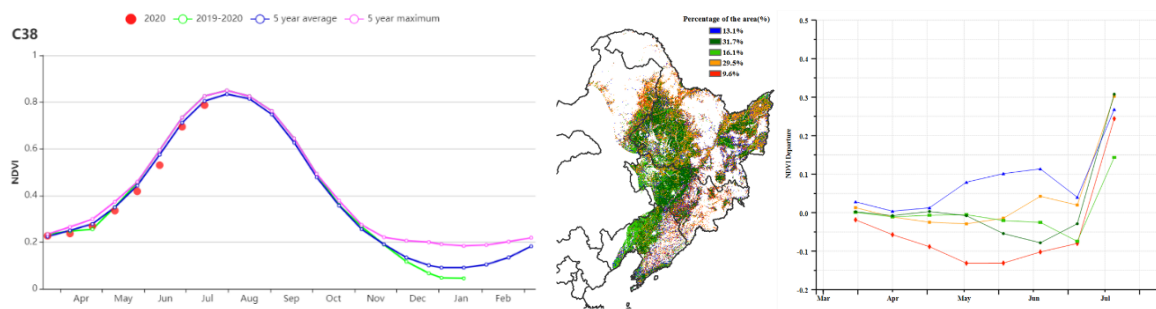 2020 2019-2020 5 year average 5 year maximum
C38
NDVI
1
0.8
0.6
0.4
0.2
0
Apr May Jun Jul Aug Sep Oct Nov Dec Jan Feb
Percentage of the area(%)
13.1%
31.7%
16.1%
29.5%
9.6%
NDVI Departure
0.5
0.4
0.3
0.2
0.1
0.0
-0.1
-0.2
Mar Apr May Jun Jul